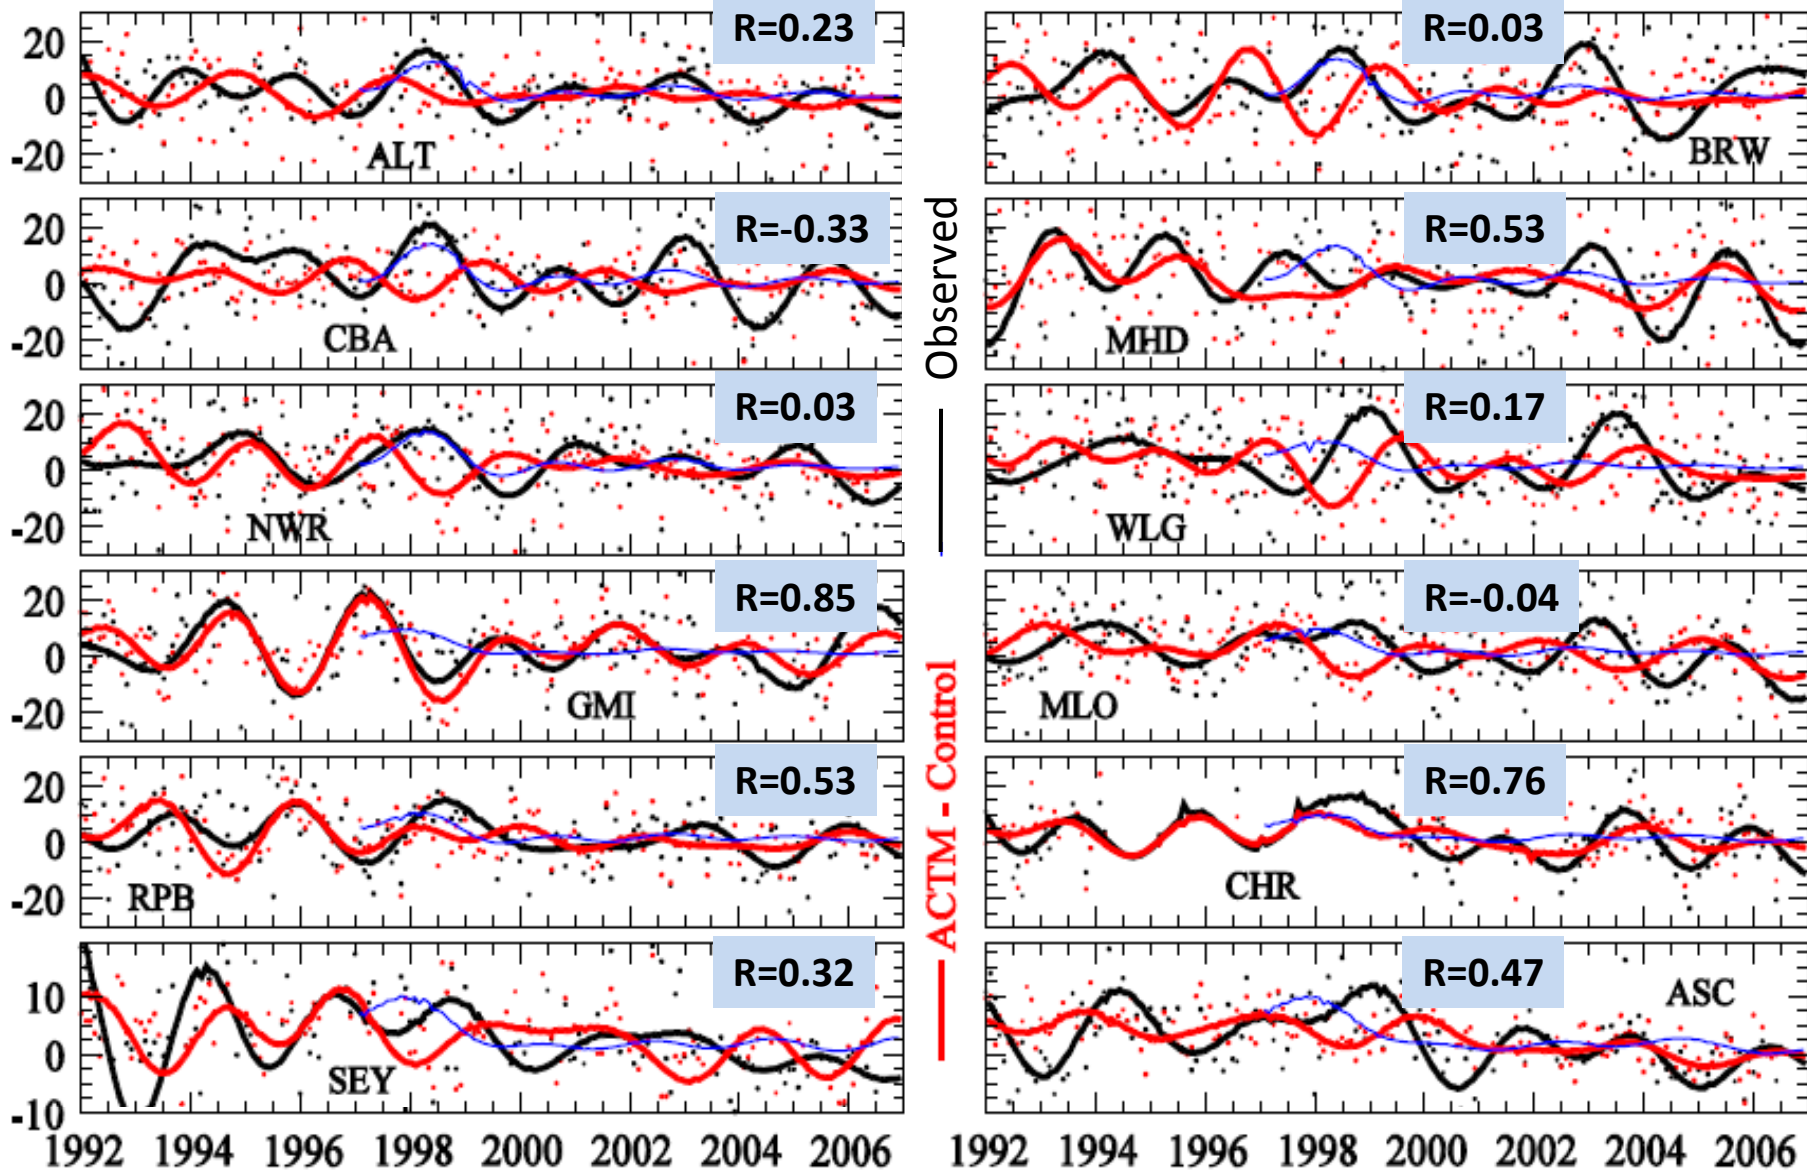 20
0
-20
R=0.23
ALT
R=0.03
BRW
20
0
-20
R=-0.33
CBA
R=0.53
MHD
20
0
-20
R=0.03
NWR
R=0.17
WLG
20
0
-20
R=0.85
GMI
R=-0.04
MLO
20
0
-20
R=0.53
RPB
R=0.76
CHR
10
0
-10
R=0.32
SEY
R=0.47
ASC
Observed
ACTM - Control
1992 1994 1996 1998 2000 2002 2004 2006
1992 1994 1996 1998 2000 2002 2004 2006